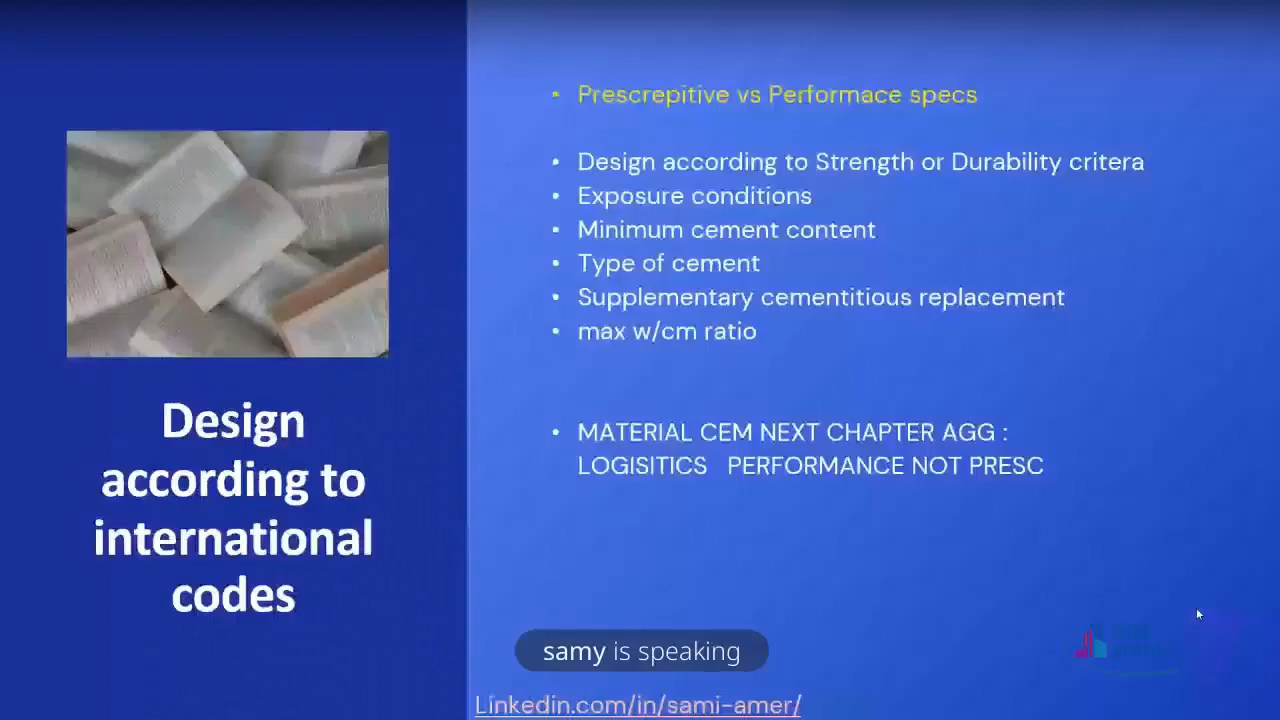 Prescrepitive vs Performace specs
Design according to Strength or Durability critera
Exposure conditions
Minimum cement content
Type of cement
Supplementary cementitious replacement
max w/cm ratio
MATERIAL CEM NEXT CHAPTER AGG :
LOGISITICS PERFORMANCE NOT PRESC
Design
according to
international
codes
samy is speaking
Linkedin.com/in/sami-amer/